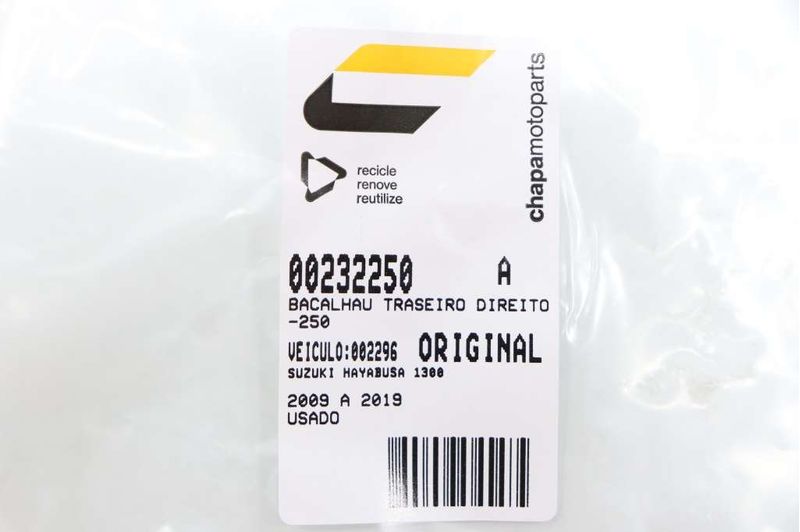 chapamotoparts
recicle
renove
reutilize
00232250 A
BACALHAU TRASEIRO DIREITO
-250
VEICULO:002296 ORIGINAL
SUZUKI HAYABUSA 1300
2009 A 2019
USADO